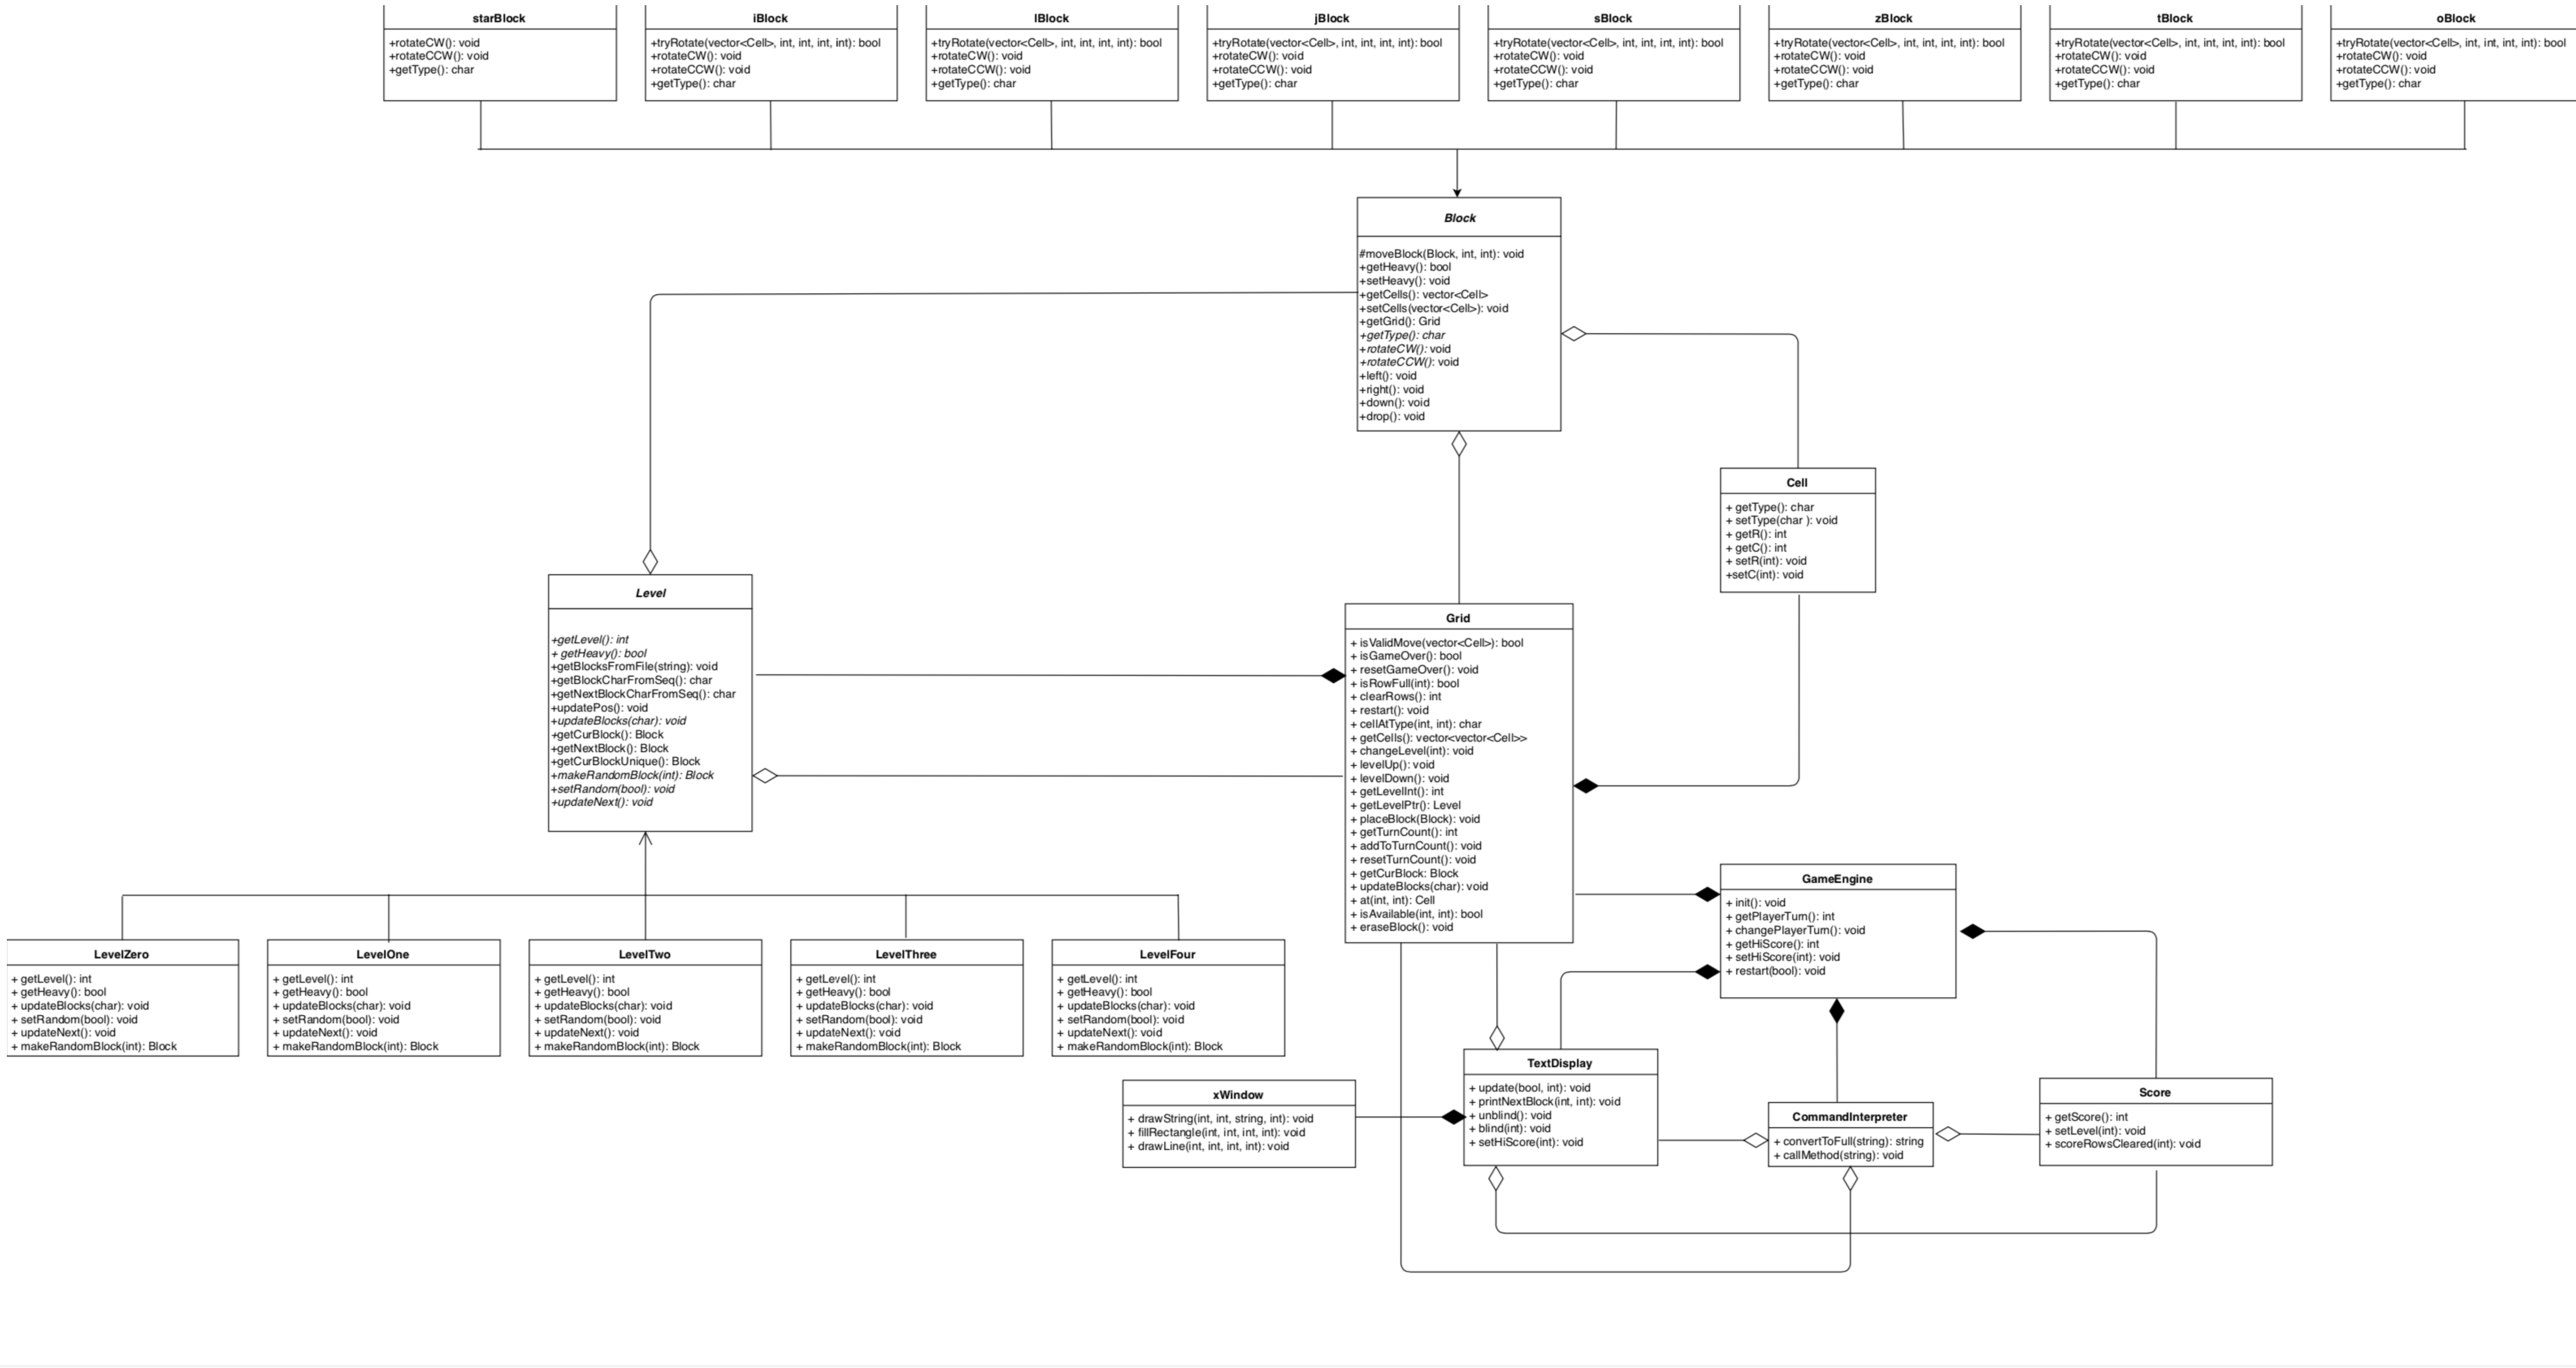 starBlock
+rotateCW(): void
+rotateCCW(): void
+getType(): char
iBlock
+tryRotate(vector<Cell>, int, int, int, int): bool
+rotateCW(): void
+rotateCCW(): void
+getType(): char
lBlock
+tryRotate(vector<Cell>, int, int, int, int): bool
+rotateCW(): void
+rotateCCW(): void
+getType(): char
jBlock
+tryRotate(vector<Cell>, int, int, int, int): bool
+rotateCW(): void
+rotateCCW(): void
+getType(): char
sBlock
+tryRotate(vector<Cell>, int, int, int, int): bool
+rotateCW(): void
+rotateCCW(): void
+getType(): char
zBlock
+tryRotate(vector<Cell>, int, int, int, int): bool
+rotateCW(): void
+rotateCCW(): void
+getType(): char
tBlock
+tryRotate(vector<Cell>, int, int, int, int): bool
+rotateCW(): void
+rotateCCW(): void
+getType(): char
oBlock
+tryRotate(vector<Cell>, int, int, int, int): bool
+rotateCW(): void
+rotateCCW(): void
+getType(): char
Block
#moveBlock(Block, int, int): void
+getHeavy(): bool
+setHeavy(): void
+getCells(): vector<Cell>
+setCells(vector<Cell>): void
+getGrid(): Grid
+getType(): char
+rotateCW(): void
+rotateCCW(): void
+left(): void
+right(): void
+down(): void
+drop(): void
Cell
+ getType(): char
+ setType(char ): void
+ getR(): int
+ getC(): int
+ setR(int): void
+setC(int): void
Level
+getLevel(): int
+ getHeavy(): bool
+getBlocksFromFile(string): void
+getBlockCharFromSeq(): char
+getNextBlockCharFromSeq(): char
+updatePos(): void
+updateBlocks(char): void
+getCurBlock(): Block
+getNextBlock(): Block
+getCurBlockUnique(): Block
+makeRandomBlock(int): Block
+setRandom(bool): void
+updateNext(): void
Grid
+ isValidMove(vector<Cell>): bool
+ isGameOver(): bool
+ resetGameOver(): void
+ isRowFull(int): bool
+ clearRows(): int
+ restart(): void
+ cellAtType(int, int): char
+ getCells(): vector<vector<Cell>>
+ changeLevel(int): void
+ levelUp(): void
+ levelDown(): void
+ getLevelInt(): int
+ getLevelPtr(): Level
+ placeBlock(Block): void
+ getTurnCount(): int
+ addToTurnCount(): void
+ resetTurnCount(): void
+ getCurBlock: Block
+ updateBlocks(char): void
+ at(int, int): Cell
+ isAvailable(int, int): bool
+ eraseBlock(): void
GameEngine
+ init(): void
+ getPlayerTurn(): int
+ changePlayerTurn(): void
+ getHiScore(): int
+ setHiScore(int): void
+ restart(bool): void
LevelZero
+ getLevel(): int
+ getHeavy(): bool
+ updateBlocks(char): void
+ setRandom(bool): void
+ updateNext(): void
+ makeRandomBlock(int): Block
LevelOne
+ getLevel(): int
+ getHeavy(): bool
+ updateBlocks(char): void
+ setRandom(bool): void
+ updateNext(): void
+ makeRandomBlock(int): Block
LevelTwo
+ getLevel(): int
+ getHeavy(): bool
+ updateBlocks(char): void
+ setRandom(bool): void
+ updateNext(): void
+ makeRandomBlock(int): Block
LevelThree
+ getLevel(): int
+ getHeavy(): bool
+ updateBlocks(char): void
+ setRandom(bool): void
+ updateNext(): void
+ makeRandomBlock(int): Block
LevelFour
+ getLevel(): int
+ getHeavy(): bool
+ updateBlocks(char): void
+ setRandom(bool): void
+ updateNext(): void
+ makeRandomBlock(int): Block
xWindow
+ drawString(int, int, string, int): void
+ fillRectangle(int, int, int, int): void
+ drawLine(int, int, int, int): void
TextDisplay
+ update(bool, int): void
+ printNextBlock(int, int): void
+ unblind(): void
+ blind(int): void
+ setHiScore(int): void
CommandInterpreter
+ convertToFull(string): string
+ callMethod(string): void
Score
+ getScore(): int
+ setLevel(int): void
+ scoreRowsCleared(int): void